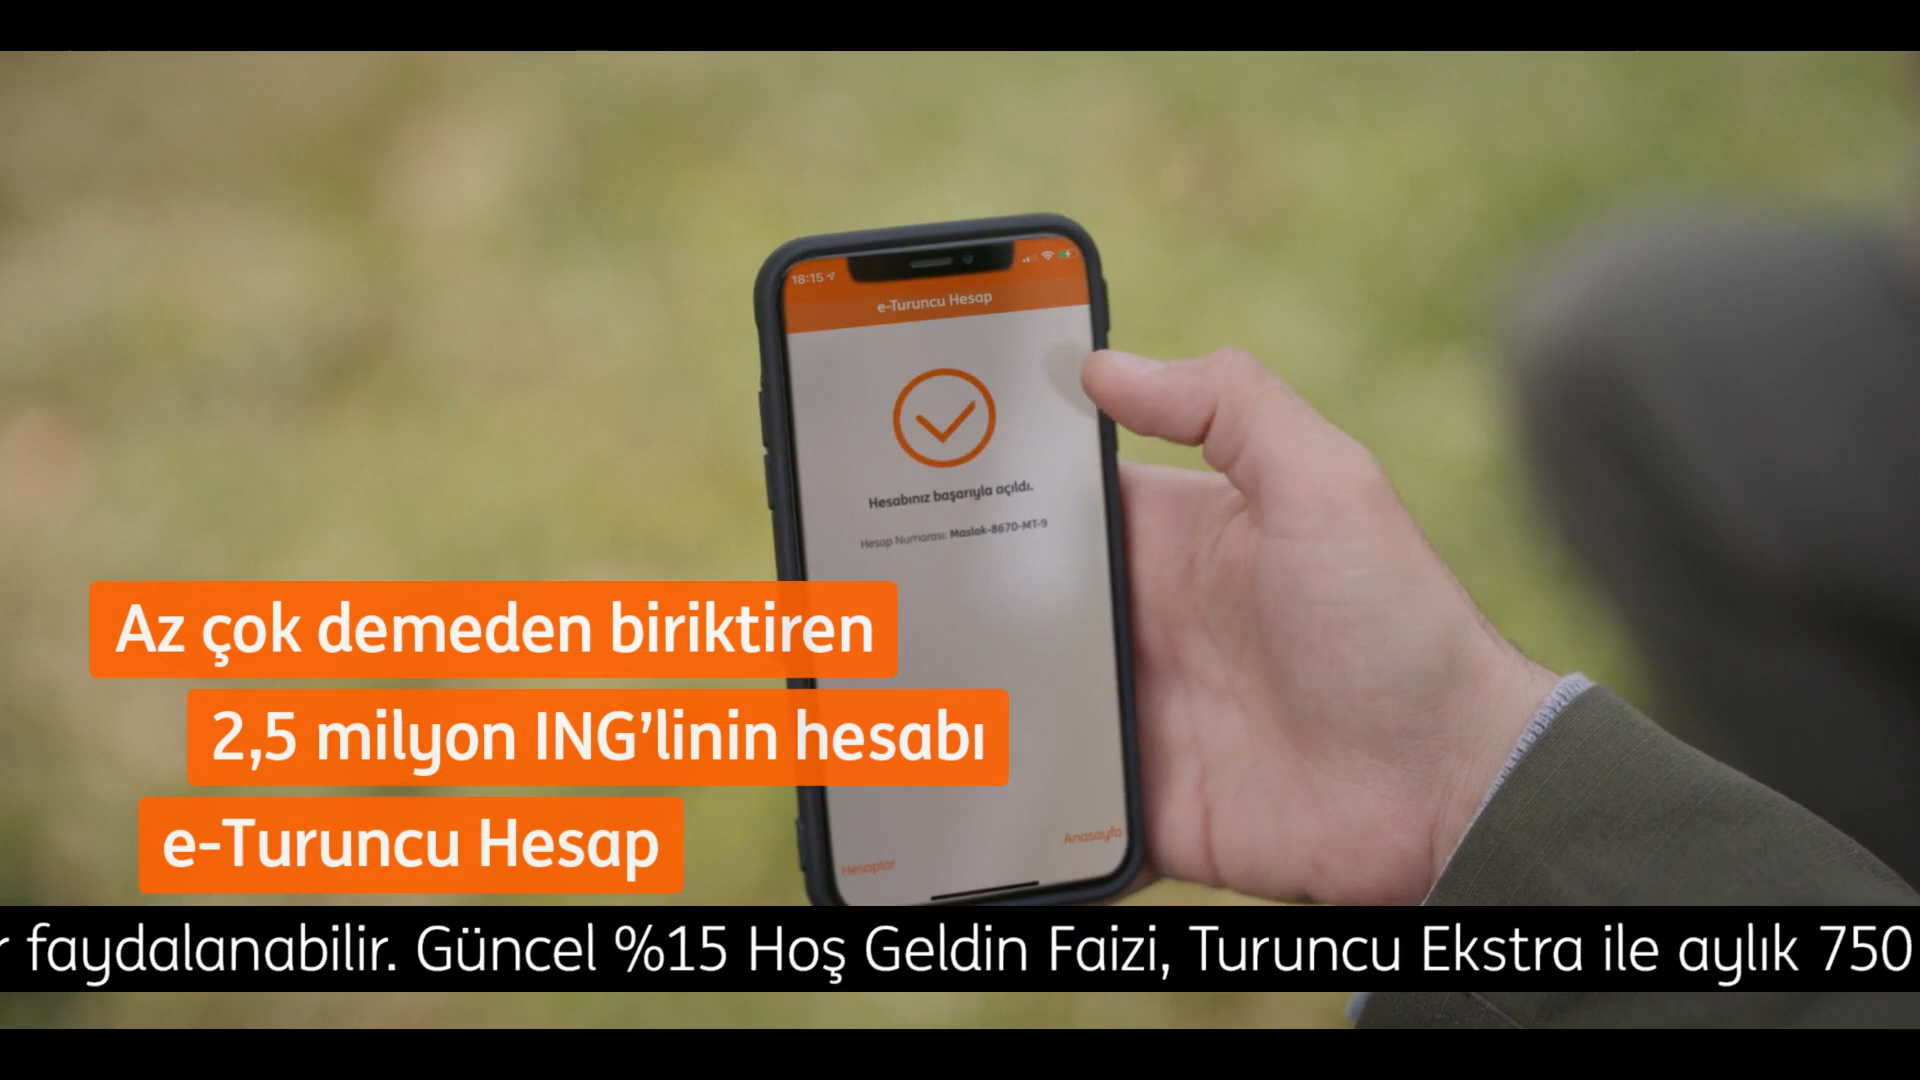 18:15
e-Turuncu Hesap
Hesabınız başarıyla açıldı.
Hesap Numarası: Maslak-8670-MT-9
Az çok demeden biriktiren
2,5 milyon ING'linin hesabı
e-Turuncu Hesap
Hesaplar
Anasayfa
faydalanabilir. Güncel %15 Hoş Geldin Faizi, Turuncu Ekstra ile aylık 750